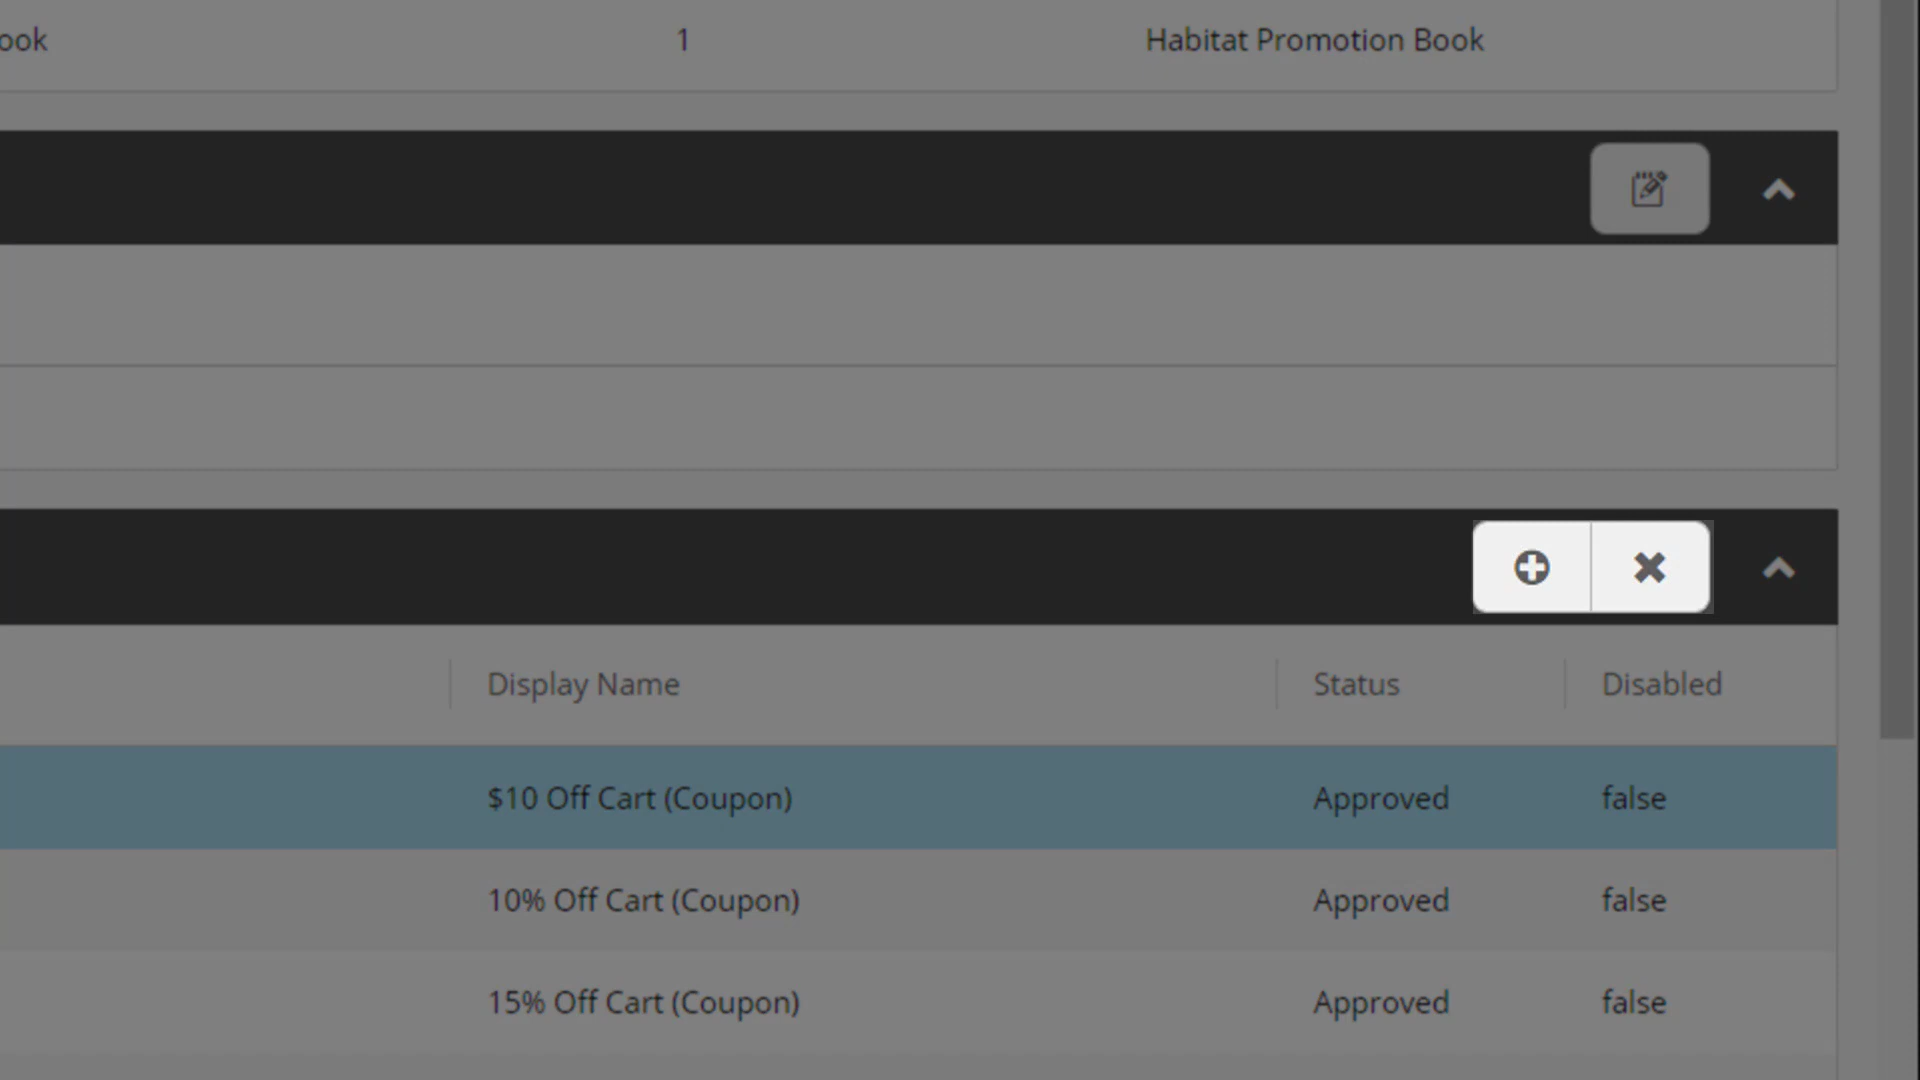 ook 1 Habitat Promotion Book
Display Name Status Disabled
$10 Off Cart (Coupon) Approved false
10% Off Cart (Coupon) Approved false
15% Off Cart (Coupon) Approved false